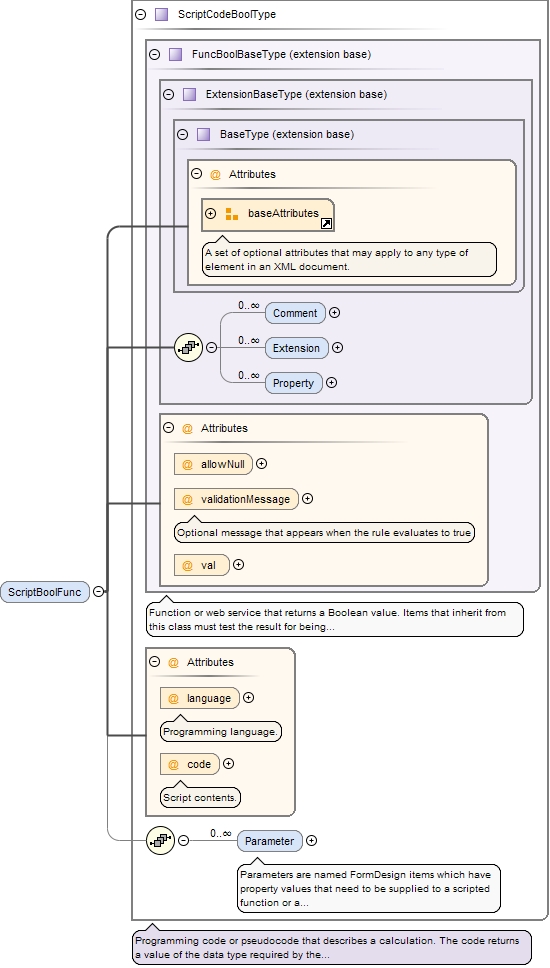 ScriptCodeBoolType
FuncBoolBaseType (extension base)
ExtensionBaseType (extension base)
BaseType (extension base)
@ Attributes
baseAttributes
A set of optional attributes that may apply to any type of
element in an XML document.
0..∞
Comment
0..∞
Extension
0..∞
Property
@ Attributes
@ allowNull
@ validationMessage
Optional message that appears when the rule evaluates to true
@ val
ScriptBoolFunc
Function or web service that returns a Boolean value. Items that inherit from
this class must test the result for being...
@ Attributes
@ language
Programming language.
@ code
Script contents.
0..∞
Parameter
Parameters are named FormDesign items which have
property values that need to be supplied to a scripted
function or a...
Programming code or pseudocode that describes a calculation. The code returns
a value of the data type required by the...